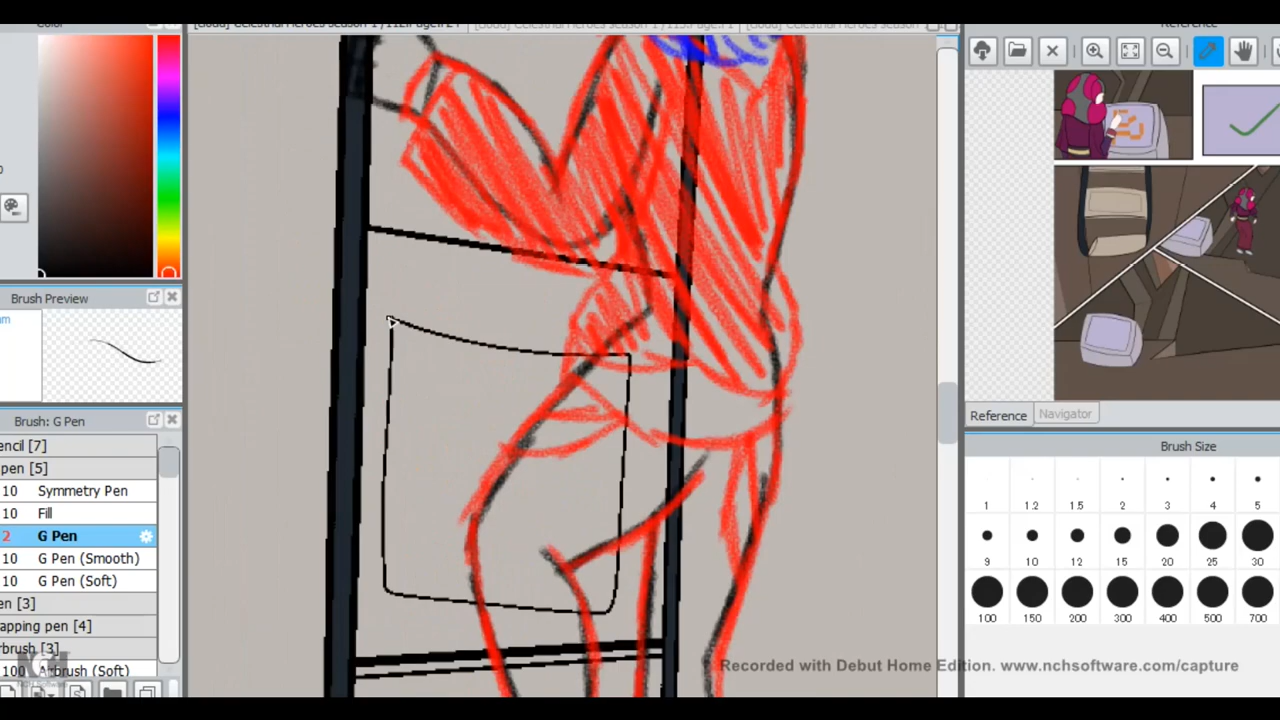 Color
Reference
Brush Preview
Brush: G Pen
encil [7]
pen [5]
10 Symmetry Pen
10 Fill
2 G Pen
10 G Pen (Smooth)
10 G Pen (Soft)
en [3]
apping pen [4]
rbrush [3]
100 Airbrush (Soft)
Reference Navigator
Brush Size
1 1.2 1.5 2 3 4 5
9 10 12 15 20 25 30
100 150 200 300 400 500 700
Recorded with Debut Home Edition. www.nchsoftware.com/capture
NCH